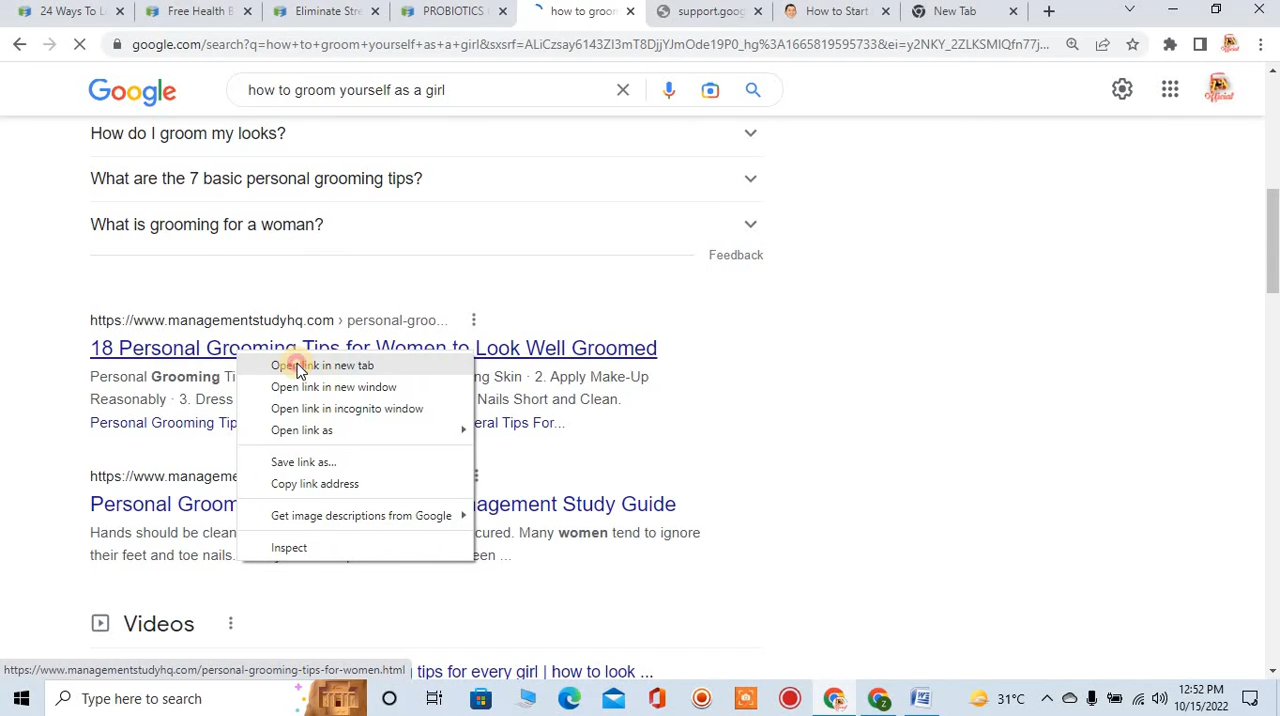 24 Ways To L
Free Health B
Eliminate Stre
PROBIOTICS
how to groom
support.goog
How to Start
New Tab
google.com/search?q=how+to+groom+yourself+as+a+girl&sxsrf=ALiCzsay6143ZI3mT8DjjYJmOde19P0_hg%3A1665819595733&ei=y2NKY_2ZLKSMIQfn77j...
Google
how to groom yourself as a girl
How do I groom my looks?
What are the 7 basic personal grooming tips?
What is grooming for a woman?
Feedback
https://www.managementstudyhq.com › personal-groo...
18 Personal Grooming Tips for Women to Look Well Groomed
Personal Grooming Ti
ng Skin · 2. Apply Make-Up
Reasonably · 3. Dress
Nails Short and Clean.
Personal Grooming Tip
eral Tips For...
Open link in new tab
Open link in new window
Open link in incognito window
Open link as
Save link as...
Copy link address
Get image descriptions from Google
Inspect
https://www.manageme
Personal Groom
agement Study Guide
Hands should be clean
cured. Many women tend to ignore
their feet and toe nails.
een ...
Videos
https://www.managementstudyhq.com/personal-grooming-tips-for-women.html
tips for every girl | how to look ...
Type here to search
31°C
12:52 PM
10/15/2022